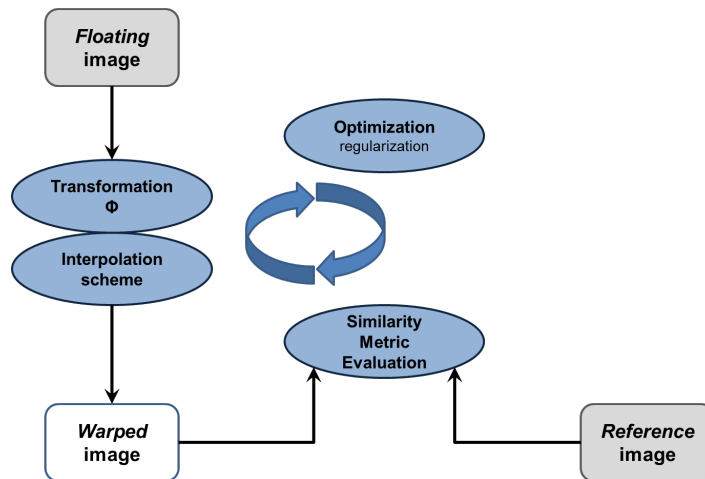 Floating
image
Optimization
regularization
Transformation
Φ
Interpolation
scheme
Similarity
Metric
Evaluation
Warped
image
Reference
image